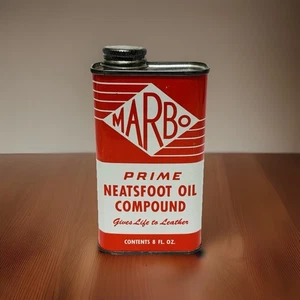 MARBO
PRIME
NEATSFOOT OIL
COMPOUND
Gives Life to Leather
CONTENTS 8 FL. OZ.